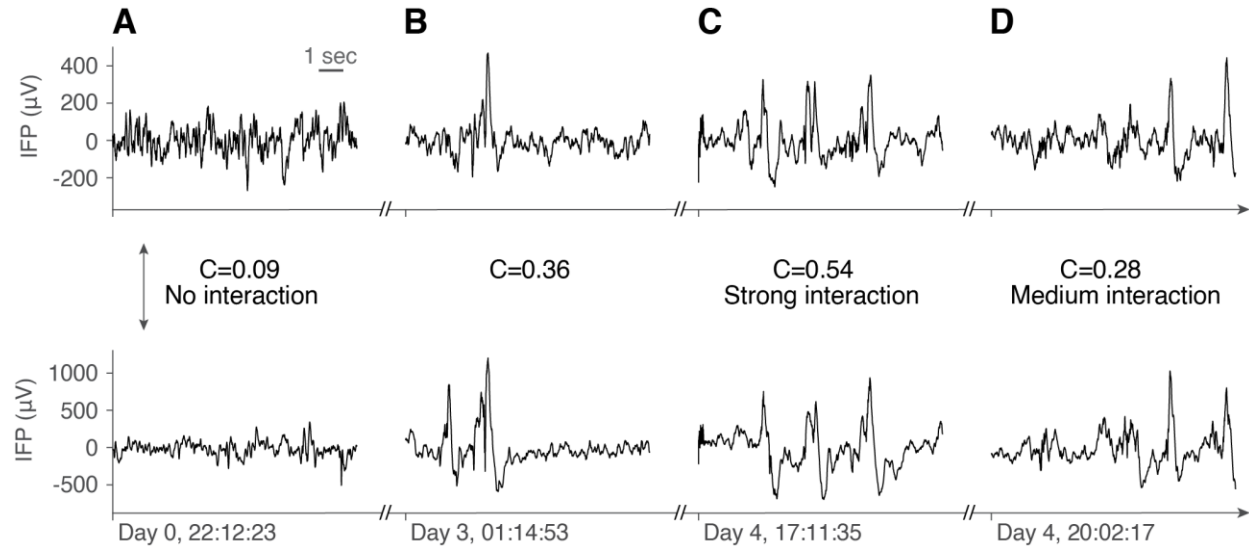 A
B
C
D
1 sec
IFP (µV)
400
200
0
-200
C=0.09
No interaction
C=0.36
C=0.54
Strong interaction
C=0.28
Medium interaction
IFP (µV)
1000
500
0
-500
Day 0, 22:12:23
Day 3, 01:14:53
Day 4, 17:11:35
Day 4, 20:02:17